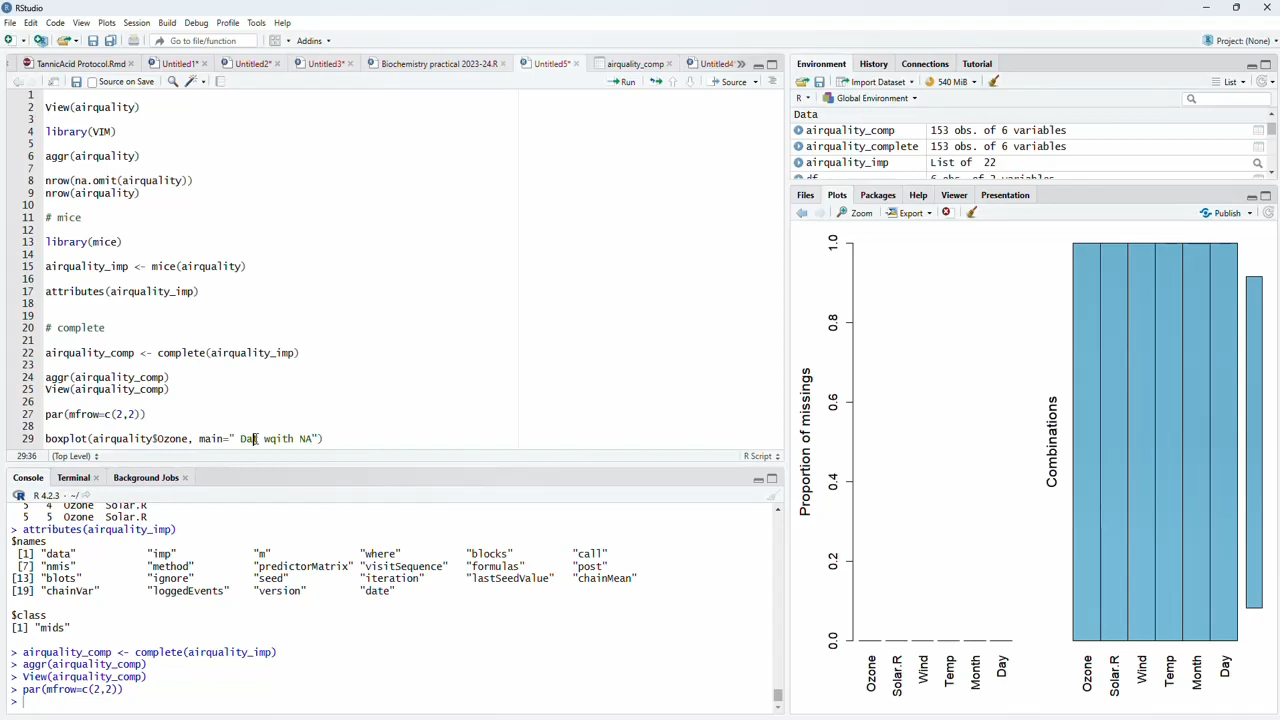 RStudio
File Edit Code View Plots Session Build Debug Profile Tools Help
Go to file/function Addins Project: (None)
TannicAcid Protocol.Rmd Untitled1* Untitled2* Untitled3* Biochemistry practical 2023-24.R Untitled5* airquality_comp Untitled4*
Source on Save Run Source
1
2 View(airquality)
3
4 library(VIM)
5
6 aggr(airquality)
7
8 nrow(na.omit(airquality))
9 nrow(airquality)
10
11 # mice
12
13 library(mice)
14
15 airquality_imp <- mice(airquality)
16
17 attributes(airquality_imp)
18
19
20 # complete
21
22 airquality_comp <- complete(airquality_imp)
23
24 aggr(airquality_comp)
25 View(airquality_comp)
26
27 par(mfrow=c(2,2))
28
29 boxplot(airquality$Ozone, main=" Dat wqith NA")
29:36 (Top Level) R Script
Console Terminal Background Jobs
R 4.2.3 · ~/
5 4 Ozone Solar.R
5 5 Ozone Solar.R
> attributes(airquality_imp)
$names
[1] "data" "imp" "m" "where" "blocks" "call"
[7] "nmis" "method" "predictorMatrix" "visitSequence" "formulas" "post"
[13] "blots" "ignore" "seed" "iteration" "lastSeedValue" "chainMean"
[19] "chainVar" "loggedEvents" "version" "date"
$class
[1] "mids"
> airquality_comp <- complete(airquality_imp)
> aggr(airquality_comp)
> View(airquality_comp)
> par(mfrow=c(2,2))
>
Environment History Connections Tutorial
Import Dataset 540 MiB List
R Global Environment
Data
airquality_comp 153 obs. of 6 variables
airquality_complete 153 obs. of 6 variables
airquality_imp List of 22
df 6 obs. of 2 variables
Files Plots Packages Help Viewer Presentation
Zoom Export Publish
Proportion of missings
1.0
0.8
0.6
0.4
0.2
0.0
Ozone
Solar.R
Wind
Temp
Month
Day
Combinations
Ozone
Solar.R
Wind
Temp
Month
Day